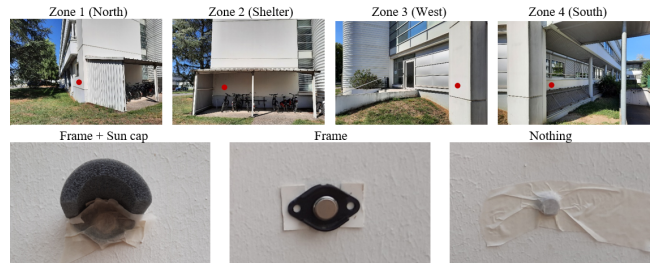 Zone 1 (North) Zone 2 (Shelter) Zone 3 (West) Zone 4 (South)
Frame + Sun cap Frame Nothing